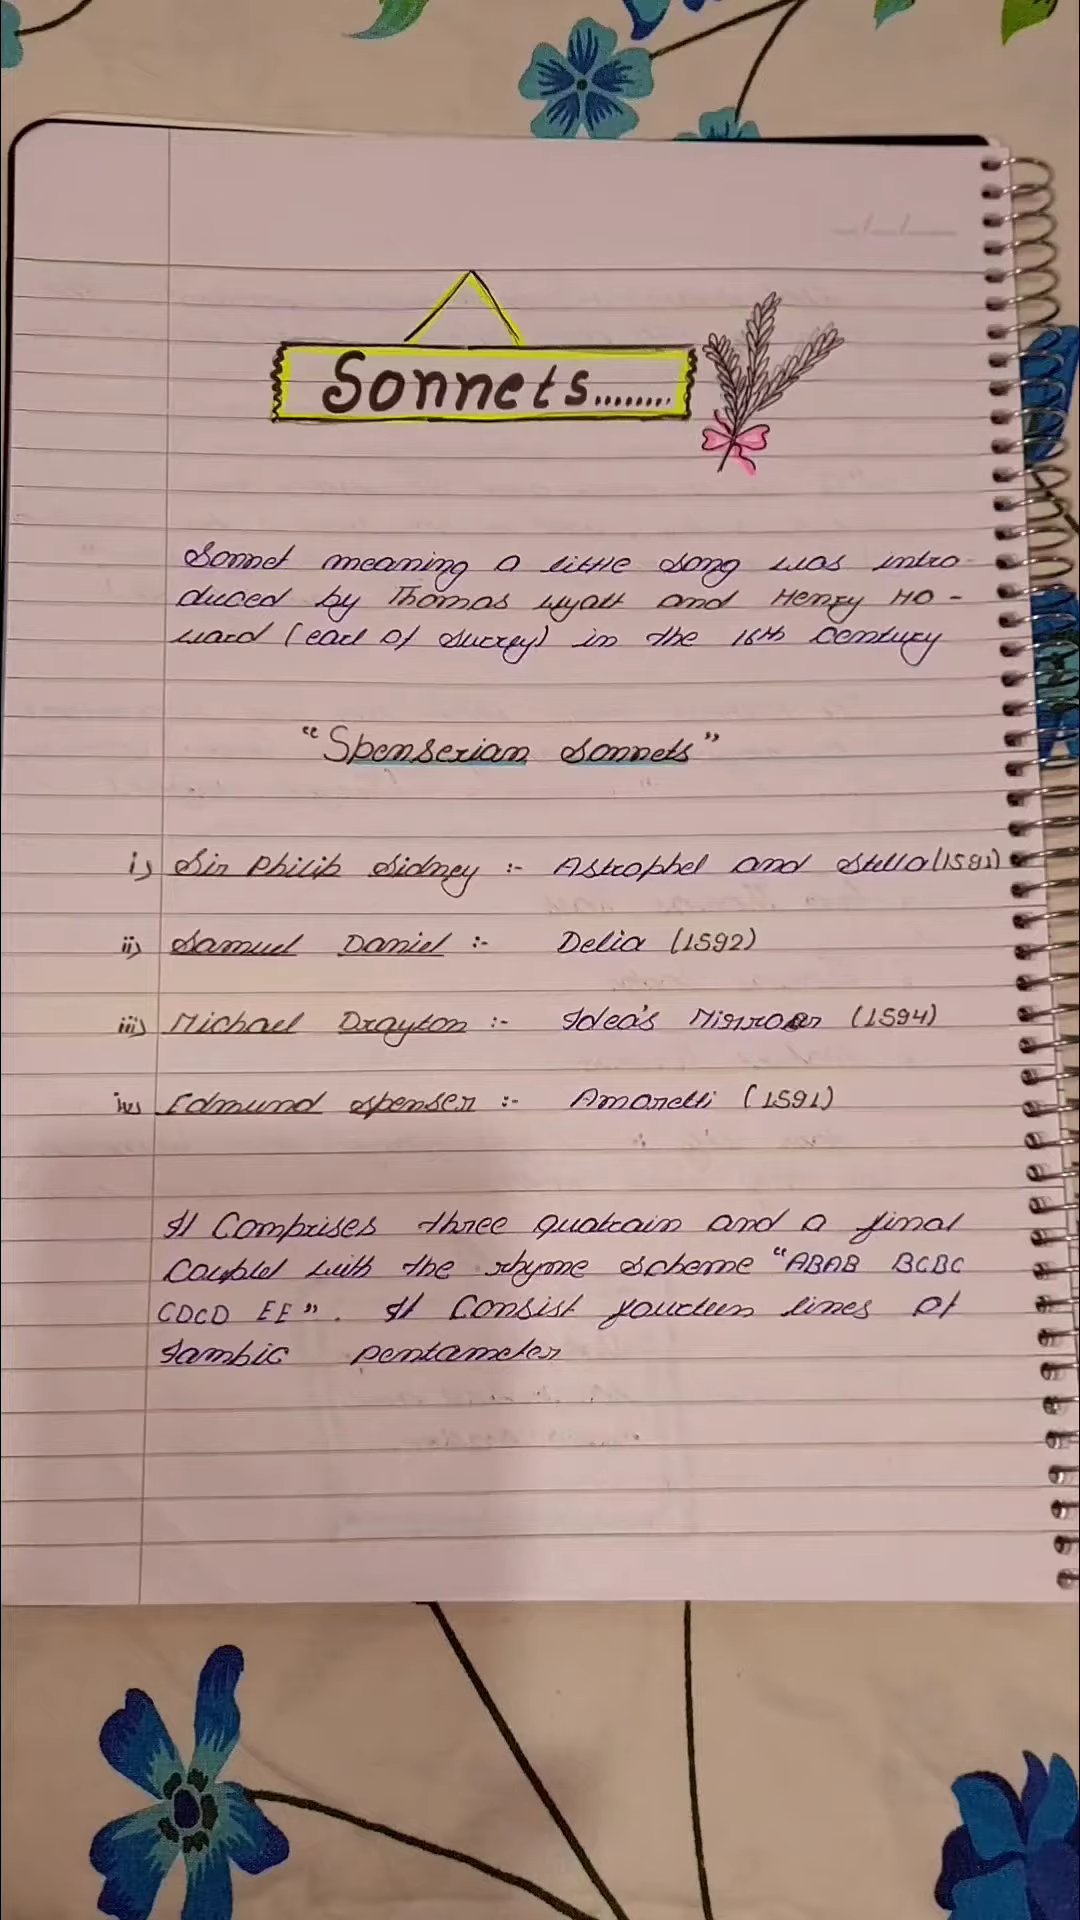 Sonnets........
Sonnet meaning a little song was intro-
duced by Thomas Wyatt and Henry Ho-
ward (earl of Surrey) in the 16th Century
"Spenserian Sonnets"
i) Sir Philip Sidney :- Astrophel and Stella (1591)
ii) Samuel Daniel :- Delia (1592)
iii) Michael Drayton :- Idea's Mirroer (1594)
iv) Edmund Spenser :- Amoretti (1591)
It Comprises three quatrain and a final
Couplet with the rhyme scheme "ABAB BCBC
CDCD EE". It Consist fourteen lines of
Iambic pentameter